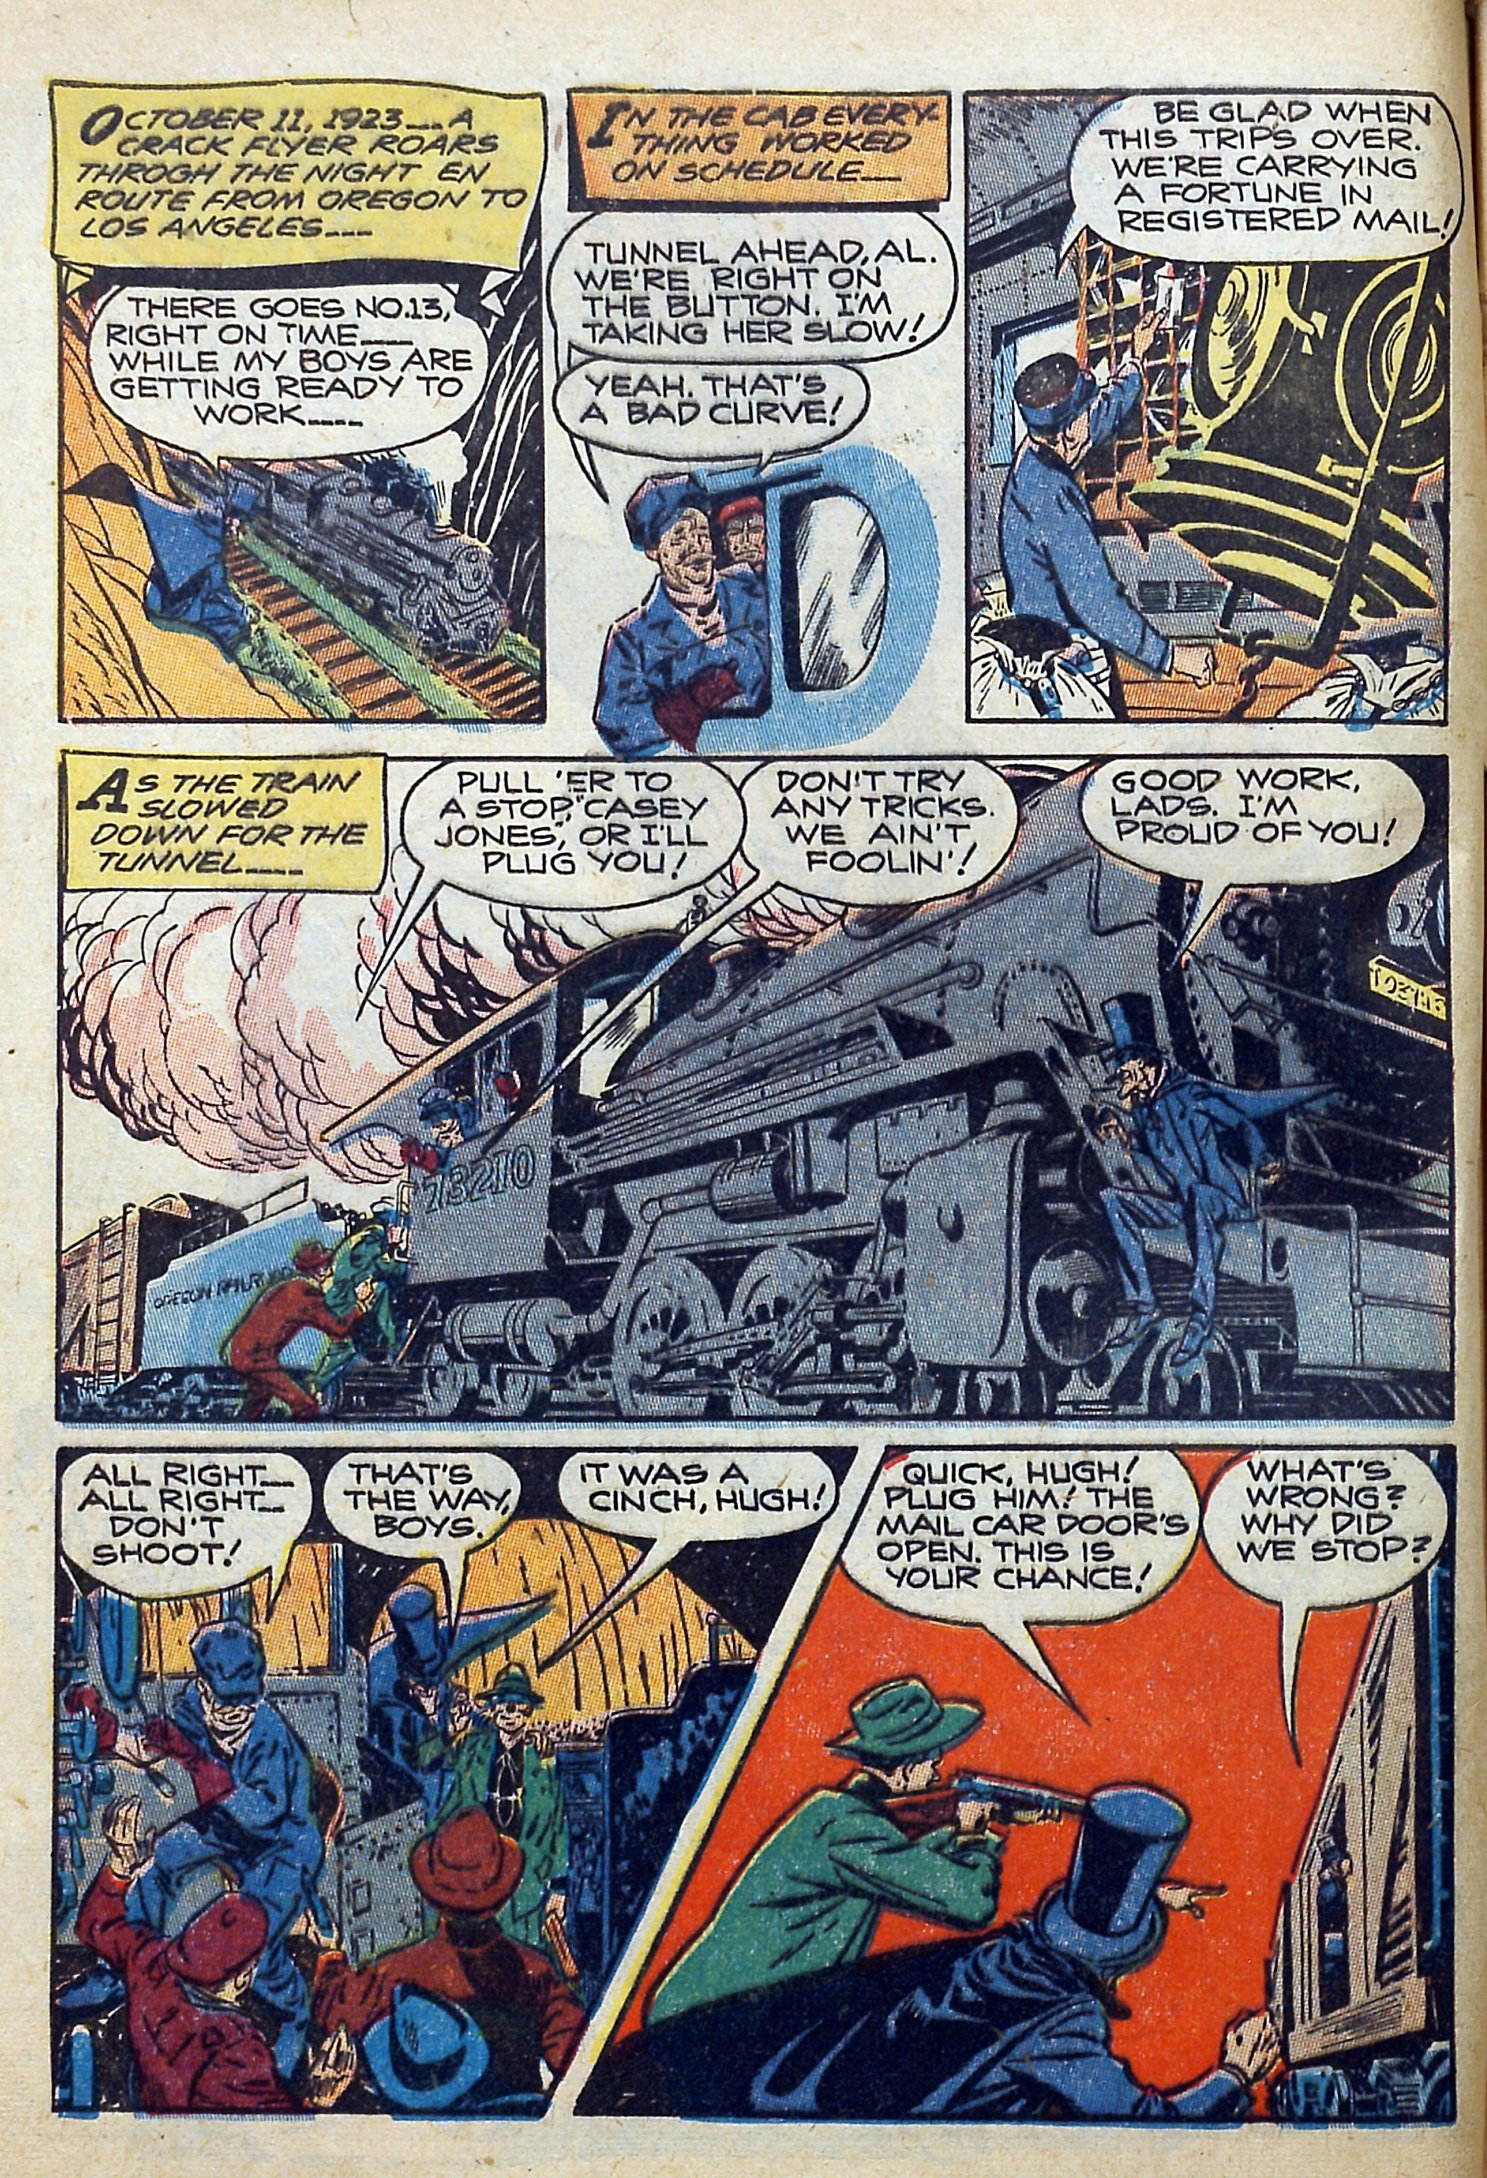 OCTOBER 11, 1923 -- A
CRACK FLYER ROARS
THROGH THE NIGHT EN
ROUTE FROM OREGON TO
LOS ANGELES---
THERE GOES NO.13,
RIGHT ON TIME---
WHILE MY BOYS ARE
GETTING READY TO
WORK----
IN THE CAB EVERY-
THING WORKED
ON SCHEDULE--
TUNNEL AHEAD, AL.
WE'RE RIGHT ON
THE BUTTON. I'M
TAKING HER SLOW!
YEAH. THAT'S
A BAD CURVE!
BE GLAD WHEN
THIS TRIP'S OVER.
WE'RE CARRYING
A FORTUNE IN
REGISTERED MAIL!
AS THE TRAIN
SLOWED
DOWN FOR THE
TUNNEL----
PULL 'ER TO
A STOP, "CASEY
JONES", OR I'LL
PLUG YOU!
DON'T TRY
ANY TRICKS.
WE AIN'T
FOOLIN'!
GOOD WORK,
LADS. I'M
PROUD OF YOU!
73210
OREGON RAILROAD
ALL RIGHT--
ALL RIGHT--
DON'T
SHOOT!
THAT'S
THE WAY,
BOYS.
IT WAS A
CINCH, HUGH!
QUICK, HUGH!
PLUG HIM! THE
MAIL CAR DOOR'S
OPEN. THIS IS
YOUR CHANCE!
WHAT'S
WRONG?
WHY DID
WE STOP?